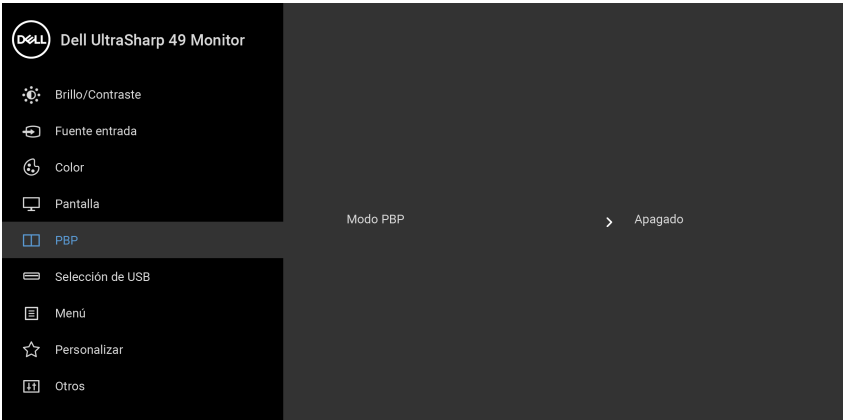 DELL
Dell UltraSharp 49 Monitor
Brillo/Contraste
Fuente entrada
Color
Pantalla
PBP
Modo PBP
Apagado
Selección de USB
Menú
Personalizar
Otros